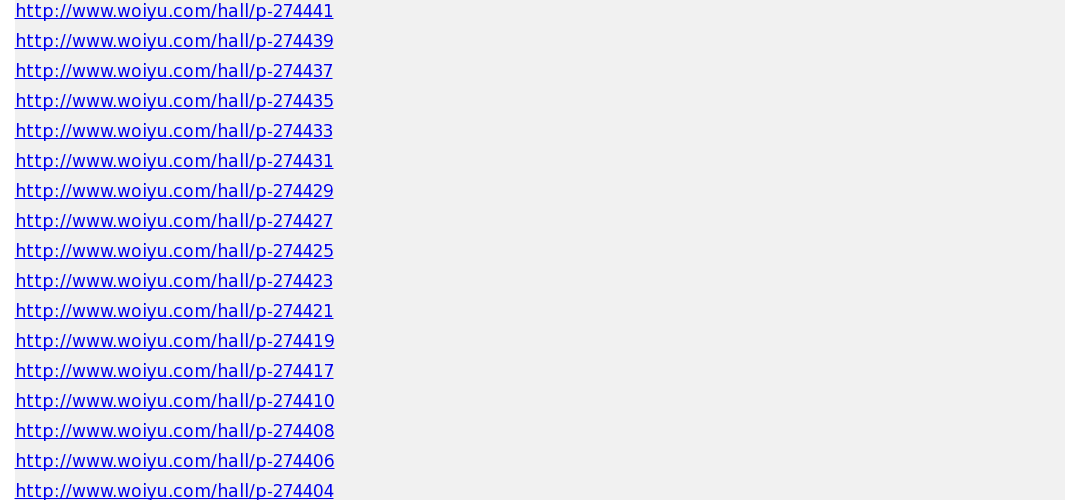 http://www.woiyu.com/hall/p-274441
http://www.woiyu.com/hall/p-274439
http://www.woiyu.com/hall/p-274437
http://www.woiyu.com/hall/p-274435
http://www.woiyu.com/hall/p-274433
http://www.woiyu.com/hall/p-274431
http://www.woiyu.com/hall/p-274429
http://www.woiyu.com/hall/p-274427
http://www.woiyu.com/hall/p-274425
http://www.woiyu.com/hall/p-274423
http://www.woiyu.com/hall/p-274421
http://www.woiyu.com/hall/p-274419
http://www.woiyu.com/hall/p-274417
http://www.woiyu.com/hall/p-274410
http://www.woiyu.com/hall/p-274408
http://www.woiyu.com/hall/p-274406
http://www.woiyu.com/hall/p-274404